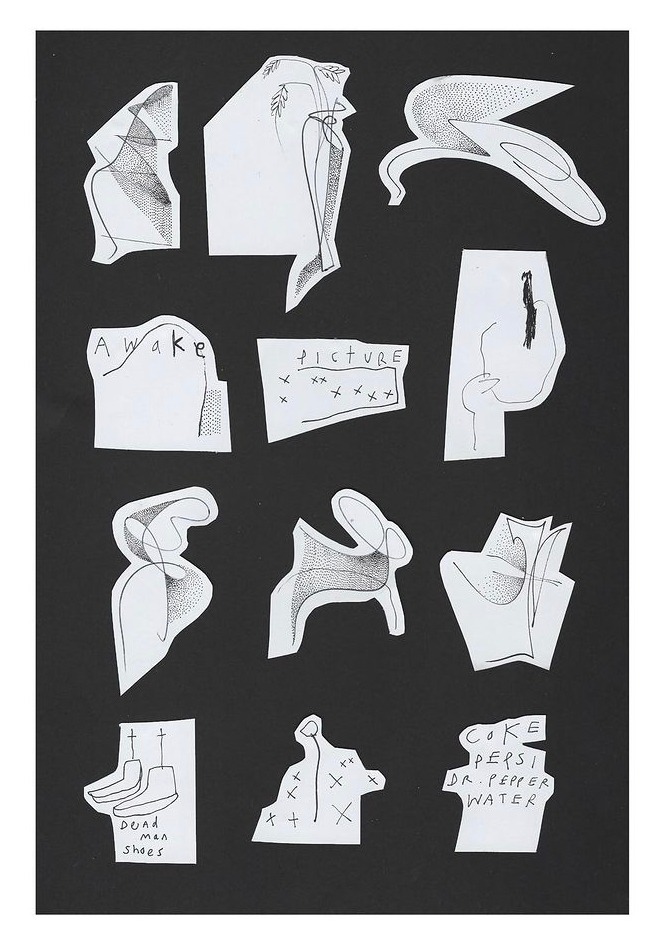 Awake
PICTURE
DEAd
man
shoes
COKE
PEPSI
DR. PEPPER
WATER